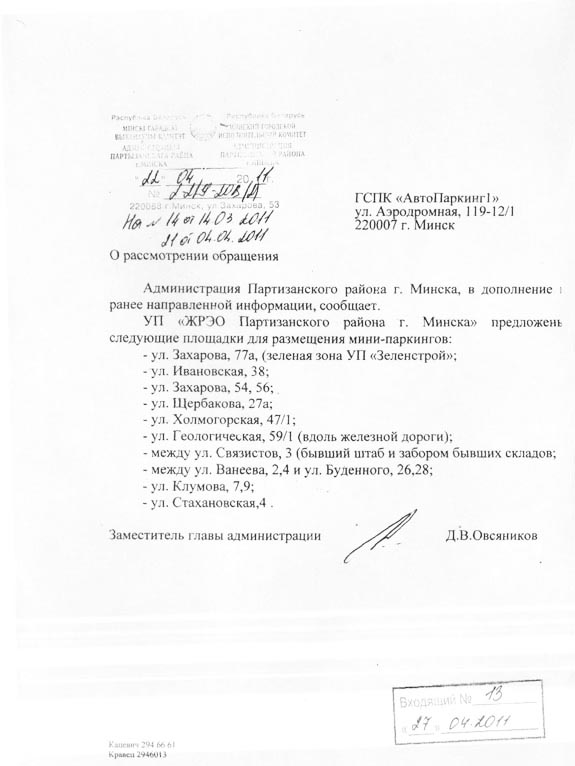 Рэспубліка Беларусь
Республика Беларусь
МІНСКІ ГАРАДСКІ
ВЫКАНАЎЧЫ КАМІТЭТ
МИНСКИЙ ГОРОДСКОЙ
ИСПОЛНИТЕЛЬНЫЙ КОМИТЕТ
АДМІНІСТРАЦЫЯ
ПАРТЫЗАНСКАГА РАЁНА
г. МІНСКА
АДМИНИСТРАЦИЯ
ПАРТИЗАНСКОГО РАЙОНА
г. МИНСКА
"22" 04 2011 г.
№
220088 г Минск, ул Захарова, 53
На № 14 от 14.03.2011
21 от 04.04.2011
ГСПК «АвтоПаркинг1»
ул. Аэродромная, 119-12/1
220007 г. Минск
О рассмотрении обращения
Администрация Партизанского района г. Минска, в дополнение
ранее направленной информации, сообщает.
УП «ЖРЭО Партизанского района г. Минска» предложень
следующие площадки для размещения мини-паркингов:
- ул. Захарова, 77а, (зеленая зона УП «Зеленстрой»;
- ул. Ивановская, 38;
- ул. Захарова, 54, 56;
- ул. Щербакова, 27а;
- ул. Холмогорская, 47/1;
- ул. Геологическая, 59/1 (вдоль железной дороги);
- между ул. Связистов, 3 (бывший штаб и забором бывших складов;
- между ул. Ванеева, 2,4 и ул. Буденного, 26,28;
- ул. Клумова, 7,9;
- ул. Стахановская,4 .
Заместитель главы администрации Д.В.Овсяников
Входящий № 13
«27» 04.2011
Кацевич 294 66 61
Кравец 2946013